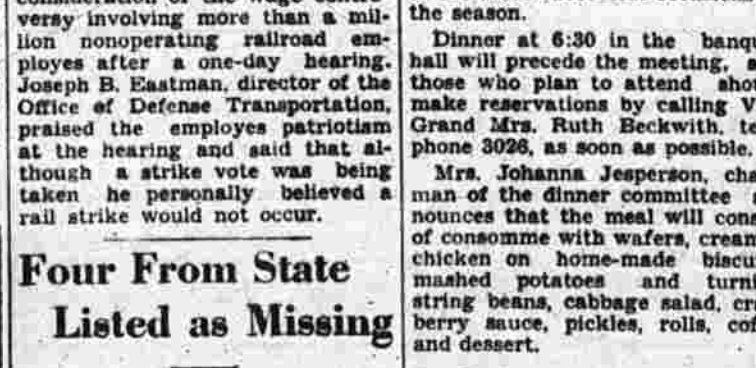 versy involving more than a mil-
lion nonoperating railroad em-
ployes after a one-day hearing.
Joseph B. Eastman, director of the
Office of Defense Transportation,
praised the employes patriotism
at the hearing and said that al-
though a strike vote was being
taken he personally believed a
rail strike would not occur.
Four From State
Listed as Missing
the season.
Dinner at 6:30 in the
hall will precede the meeting,
those who plan to attend
make reservations by calling
Grand Mrs. Ruth Beckwith,
phone 3026, as soon as possible.
Mrs. Johanna Jesperson,
man of the dinner committee
nounces that the meal will
of consomme with wafers,
chicken on home-made
mashed potatoes and
string beans, cabbage salad,
berry sauce, pickles, rolls,
and dessert.